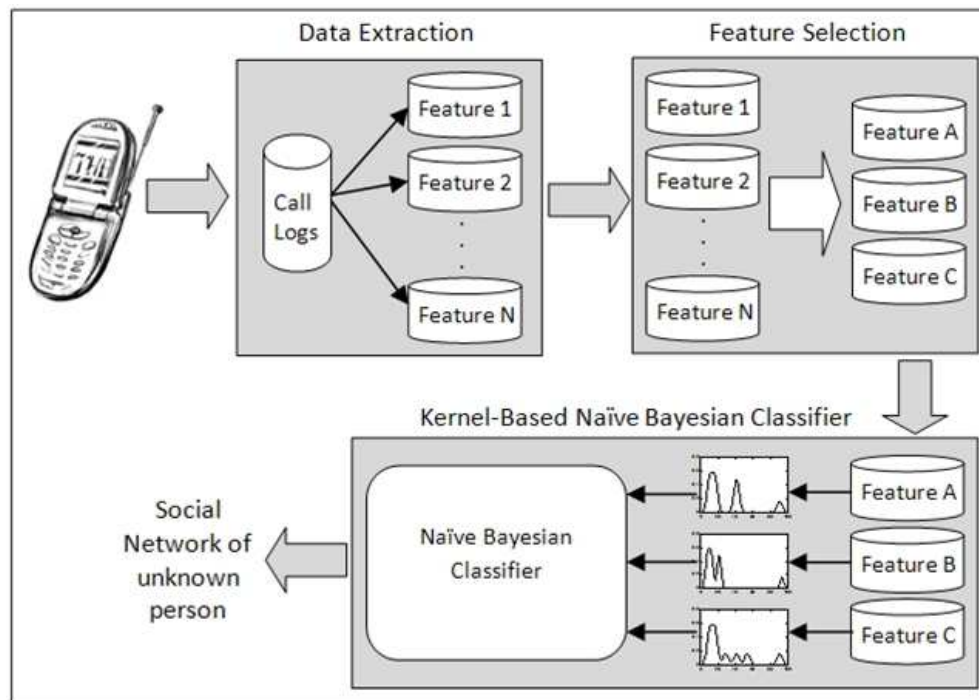 Data Extraction
Feature Selection
Call
Logs
Feature 1
Feature 2
Feature N
Feature 1
Feature 2
Feature N
Feature A
Feature B
Feature C
Kernel-Based Naïve Bayesian Classifier
Social
Network of
unknown
person
Naïve Bayesian
Classifier
Feature A
Feature B
Feature C